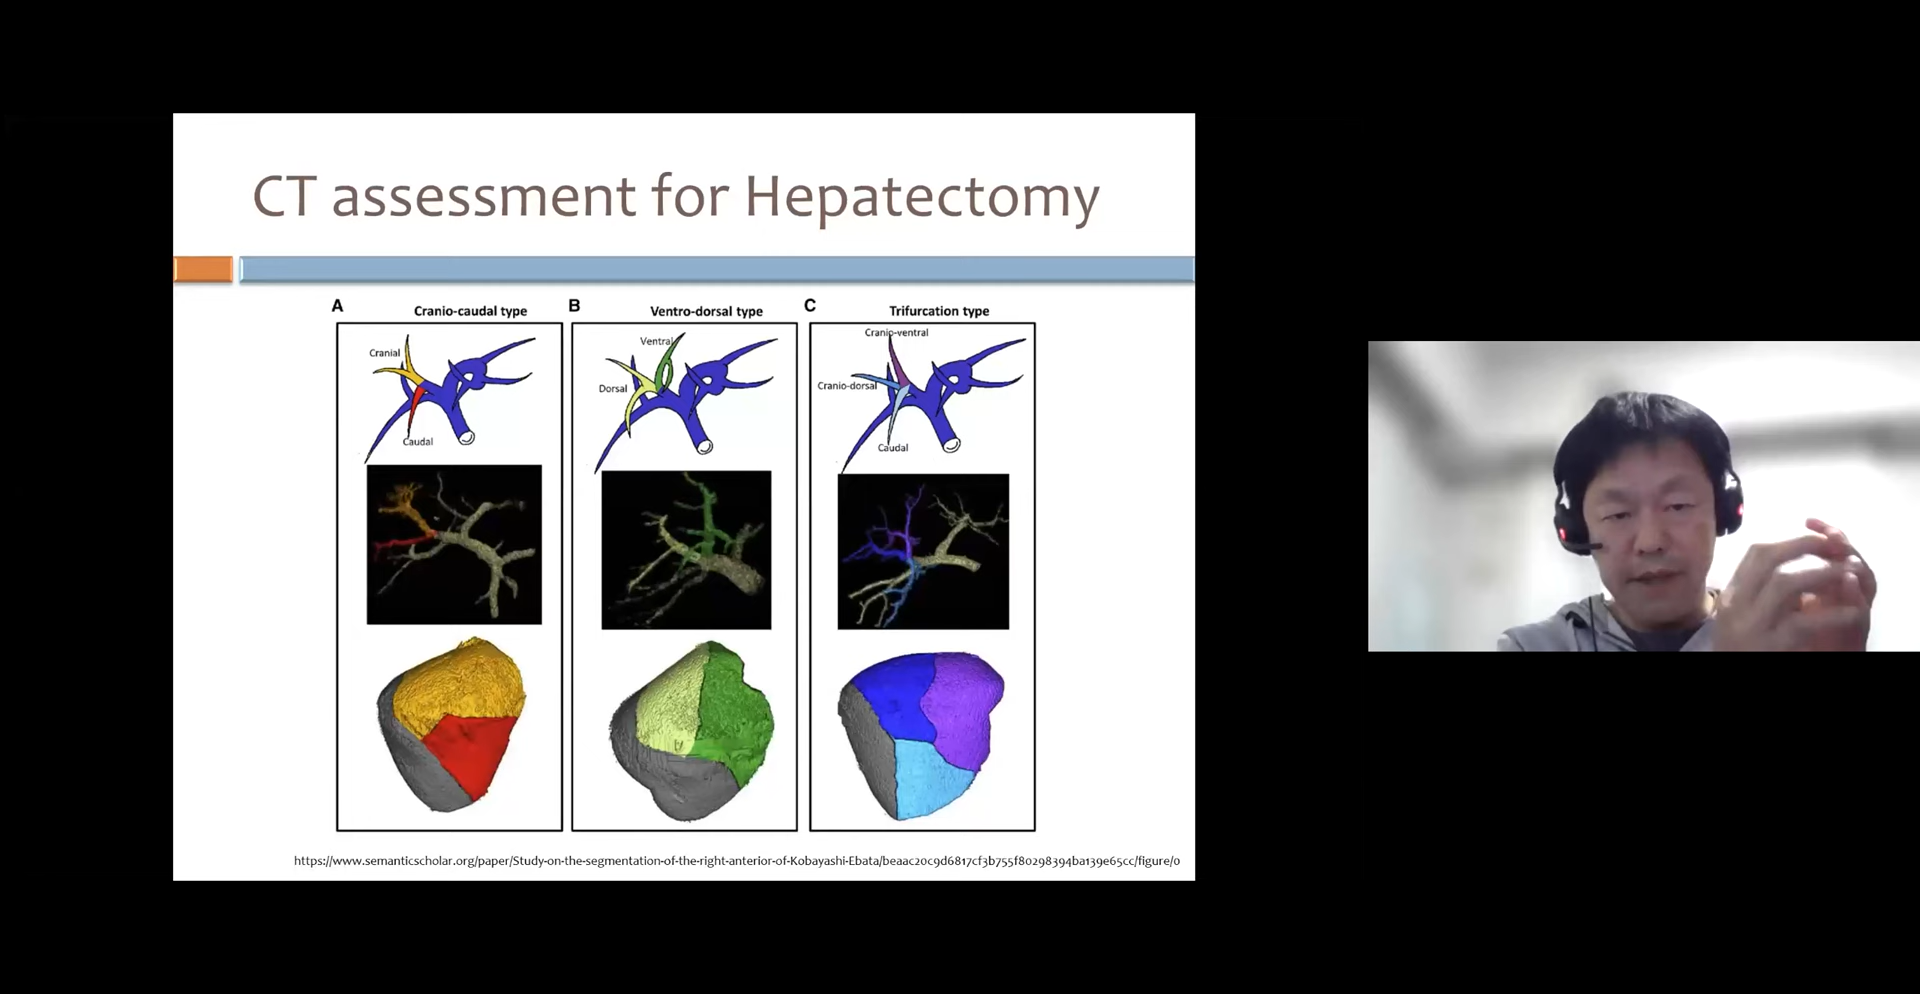 CT assessment for Hepatectomy
A Cranio-caudal type
Cranial
Caudal
B Ventro-dorsal type
Ventral
Dorsal
C Trifurcation type
Cranio-ventral
Cranio-dorsal
Caudal
https://www.semanticscholar.org/paper/Study-on-the-segmentation-of-the-right-anterior-of-Kobayashi-Ebata/beaac20c9d6817cf3b755f80298394ba139e65cc/figure/0